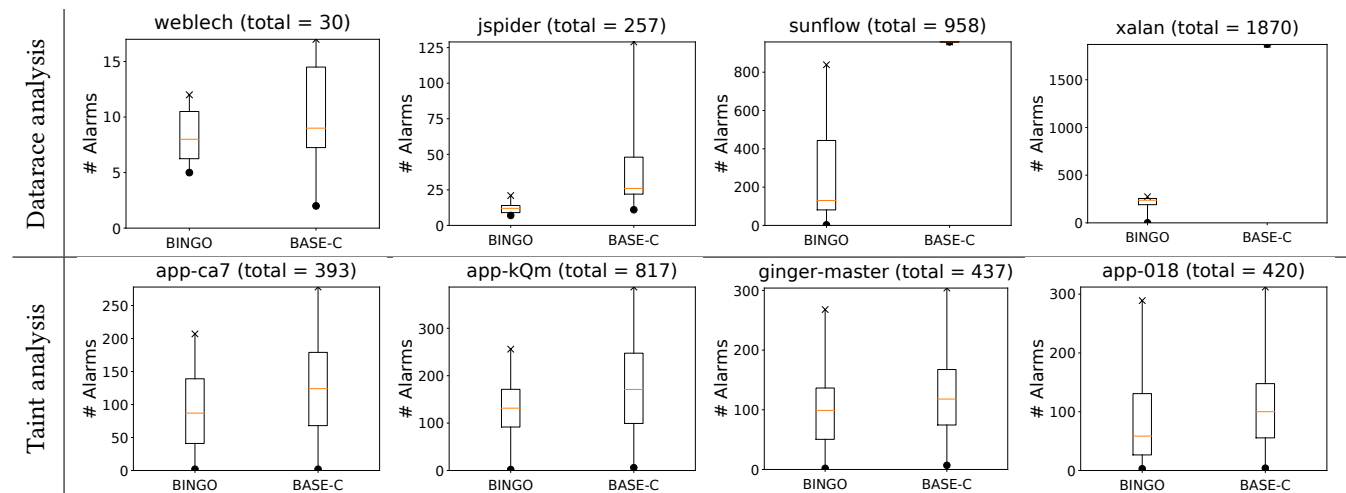 Datarace analysis
weblech (total = 30)
# Alarms
15
10
5
0
BINGO
BASE-C
jspider (total = 257)
# Alarms
125
100
75
50
25
0
BINGO
BASE-C
sunflow (total = 958)
# Alarms
800
600
400
200
0
BINGO
BASE-C
xalan (total = 1870)
# Alarms
1500
1000
500
0
BINGO
BASE-C
Taint analysis
app-ca7 (total = 393)
# Alarms
250
200
150
100
50
0
BINGO
BASE-C
app-kQm (total = 817)
# Alarms
300
200
100
0
BINGO
BASE-C
ginger-master (total = 437)
# Alarms
300
200
100
0
BINGO
BASE-C
app-018 (total = 420)
# Alarms
300
200
100
0
BINGO
BASE-C